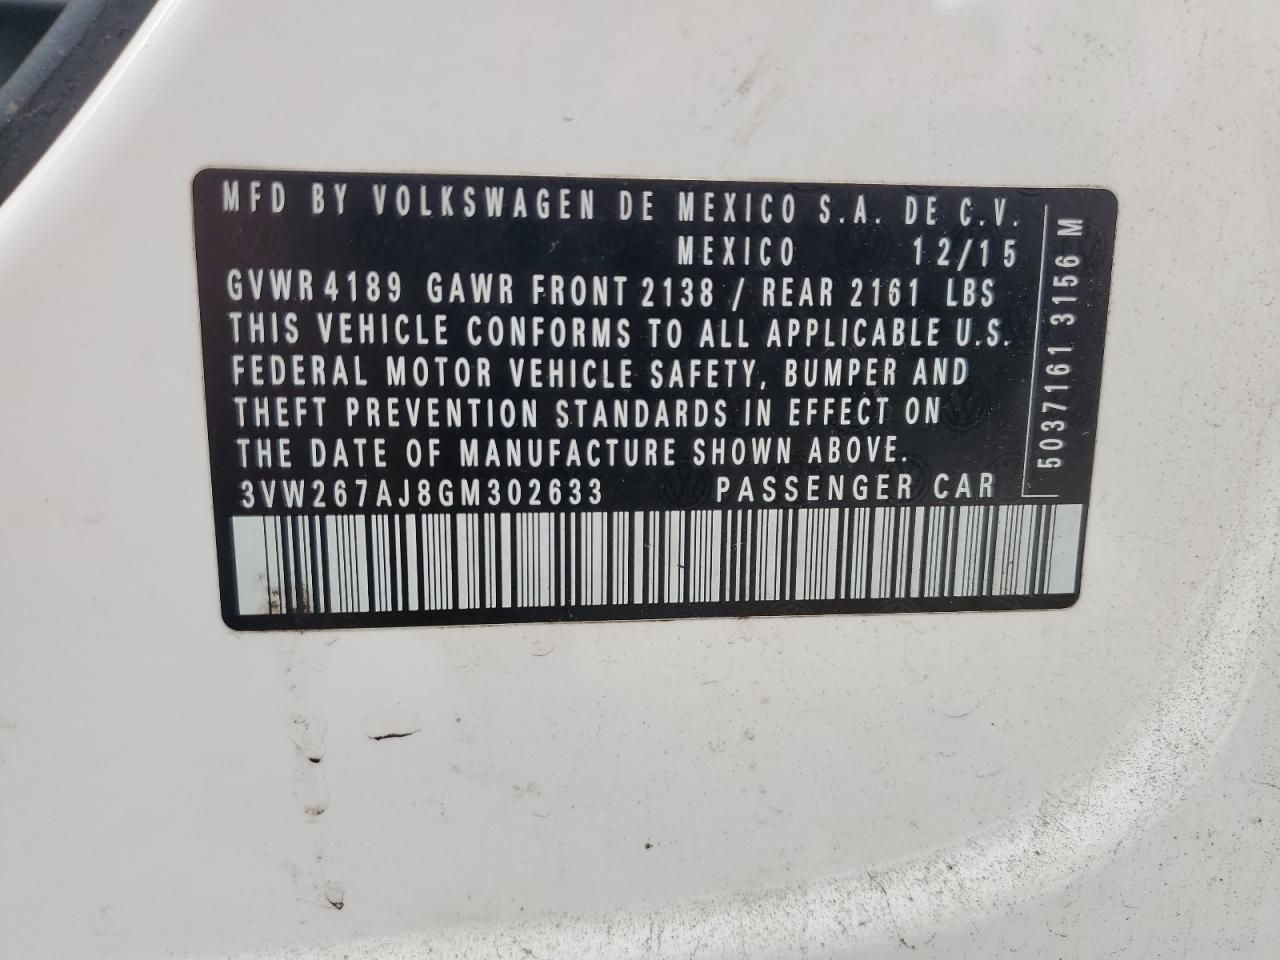 MFD BY VOLKSWAGEN DE MEXICO S.A. DE C.V.
MEXICO 12/15
GVWR 4189 GAWR FRONT 2138 / REAR 2161 LBS
THIS VEHICLE CONFORMS TO ALL APPLICABLE U.S.
FEDERAL MOTOR VEHICLE SAFETY, BUMPER AND
THEFT PREVENTION STANDARDS IN EFFECT ON
THE DATE OF MANUFACTURE SHOWN ABOVE.
3VW267AJ8GM302633 PASSENGER CAR
5037161 3156 M